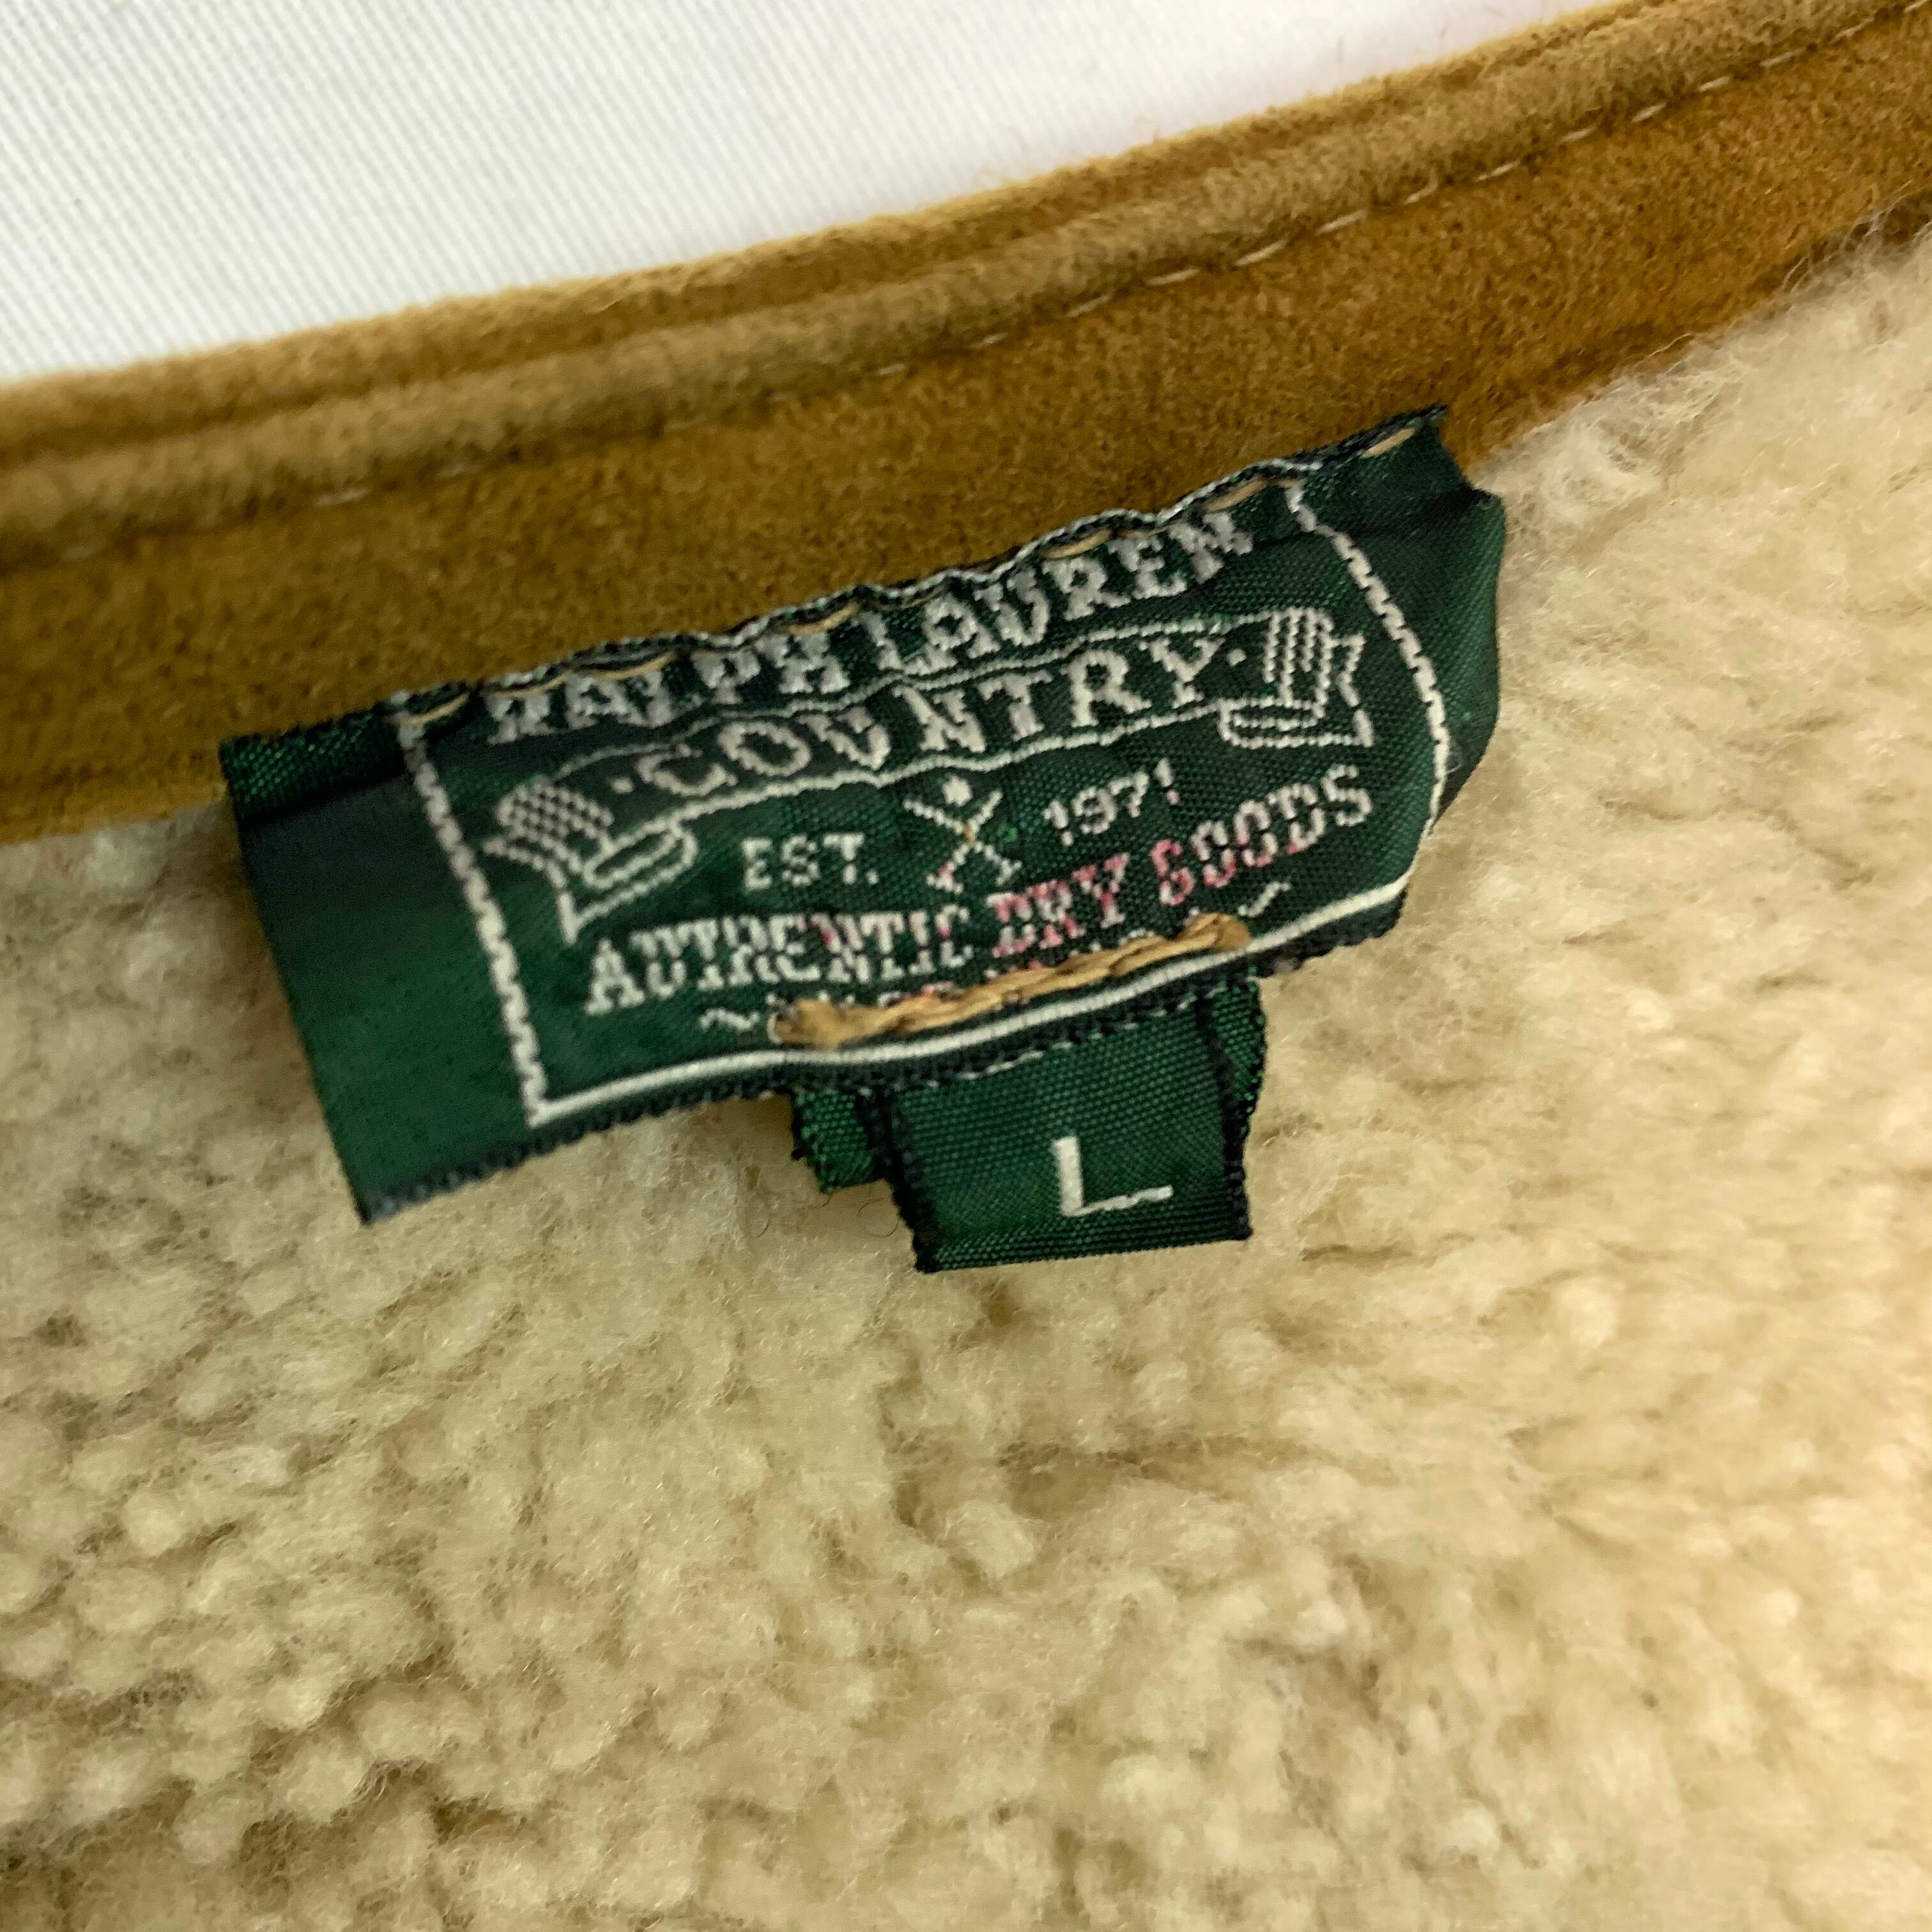 RALPH LAUREN
COUNTRY
EST. 1971
AUTHENTIC DRY GOODS
L